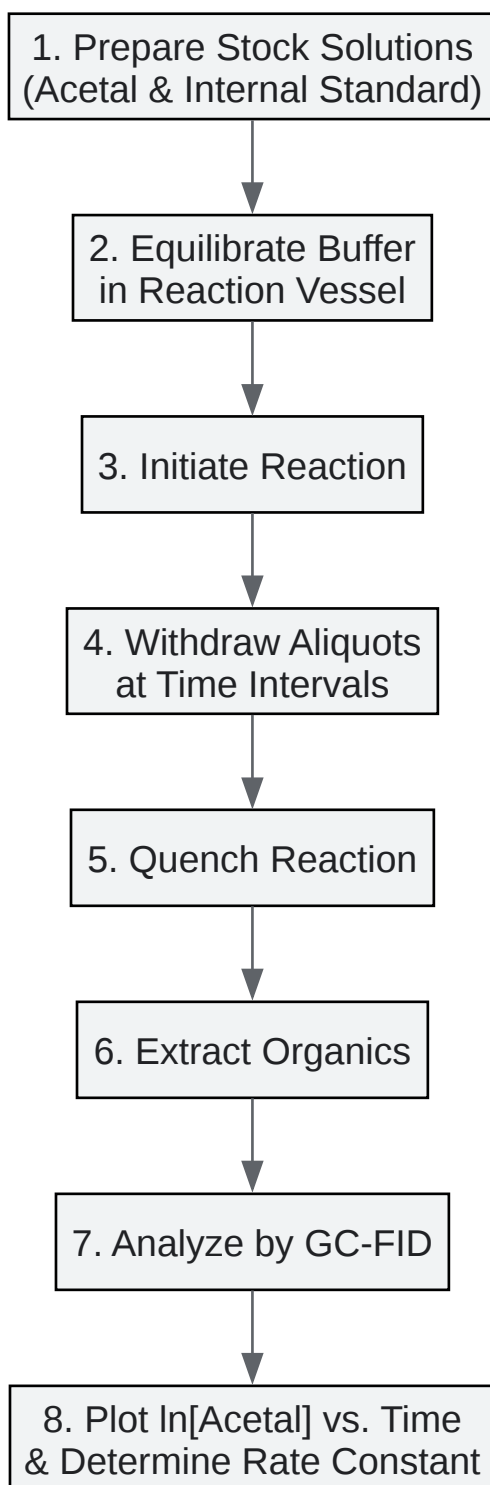 1. Prepare Stock Solutions
(Acetal & Internal Standard)
2. Equilibrate Buffer
in Reaction Vessel
3. Initiate Reaction
4. Withdraw Aliquots
at Time Intervals
5. Quench Reaction
6. Extract Organics
7. Analyze by GC-FID
8. Plot ln[Acetal] vs. Time
& Determine Rate Constant